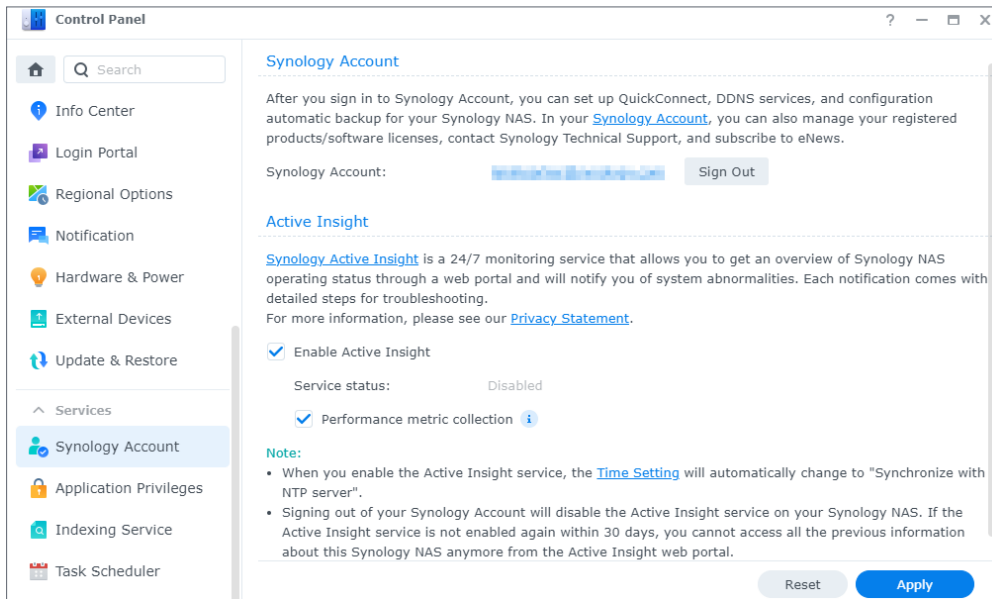 Control Panel
?
Search
Info Center
Login Portal
Regional Options
Notification
Hardware & Power
External Devices
Update & Restore
Services
Synology Account
Application Privileges
Indexing Service
Task Scheduler
Synology Account
After you sign in to Synology Account, you can set up QuickConnect, DDNS services, and configuration
automatic backup for your Synology NAS. In your Synology Account, you can also manage your registered
products/software licenses, contact Synology Technical Support, and subscribe to eNews.
Synology Account: Sign Out
Active Insight
Synology Active Insight is a 24/7 monitoring service that allows you to get an overview of Synology NAS
operating status through a web portal and will notify you of system abnormalities. Each notification comes with
detailed steps for troubleshooting.
For more information, please see our Privacy Statement.
Enable Active Insight
Service status: Disabled
Performance metric collection i
Note:
• When you enable the Active Insight service, the Time Setting will automatically change to "Synchronize with
NTP server".
• Signing out of your Synology Account will disable the Active Insight service on your Synology NAS. If the
Active Insight service is not enabled again within 30 days, you cannot access all the previous information
about this Synology NAS anymore from the Active Insight web portal.
Reset Apply